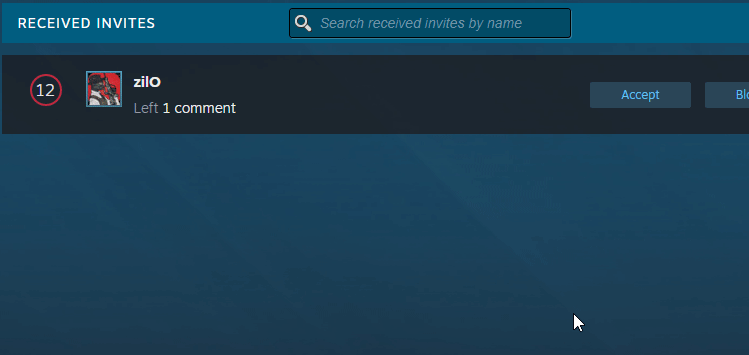 RECEIVED INVITES
Search received invites by name
12
zilO
Left 1 comment
Accept